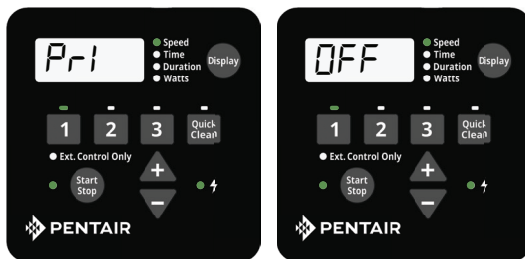 Pri
Speed
Time
Duration
Watts
Display
1
2
3
Quick
Clean
Ext. Control Only
Start
Stop
+
−
PENTAIR
OFF
Speed
Time
Duration
Watts
Display
1
2
3
Quick
Clean
Ext. Control Only
Start
Stop
+
−
PENTAIR